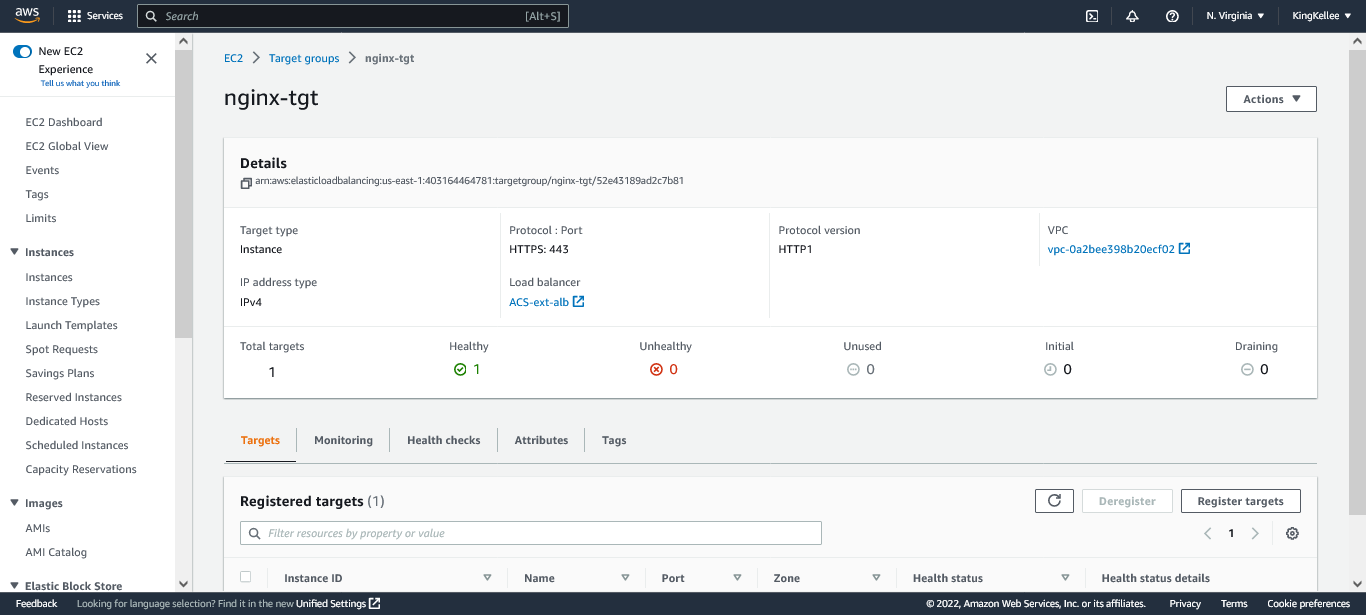 aws
Services
Search
[Alt+S]
N. Virginia
KingKellee
New EC2
Experience
Tell us what you think
EC2 Dashboard
EC2 Global View
Events
Tags
Limits
Instances
Instances
Instance Types
Launch Templates
Spot Requests
Savings Plans
Reserved Instances
Dedicated Hosts
Scheduled Instances
Capacity Reservations
Images
AMIs
AMI Catalog
Elastic Block Store
EC2 > Target groups > nginx-tgt
nginx-tgt
Actions
Details
arn:aws:elasticloadbalancing:us-east-1:403164464781:targetgroup/nginx-tgt/52e43189ad2c7b81
Target type
Instance
Protocol : Port
HTTPS: 443
Protocol version
HTTP1
VPC
vpc-0a2bee398b20ecf02
IP address type
IPv4
Load balancer
ACS-ext-alb
Total targets
1
Healthy
1
Unhealthy
0
Unused
0
Initial
0
Draining
0
Targets
Monitoring
Health checks
Attributes
Tags
Registered targets (1)
Deregister
Register targets
Filter resources by property or value
1
Instance ID
Name
Port
Zone
Health status
Health status details
Feedback
Looking for language selection? Find it in the new Unified Settings
© 2022, Amazon Web Services, Inc. or its affiliates.
Privacy
Terms
Cookie preferences